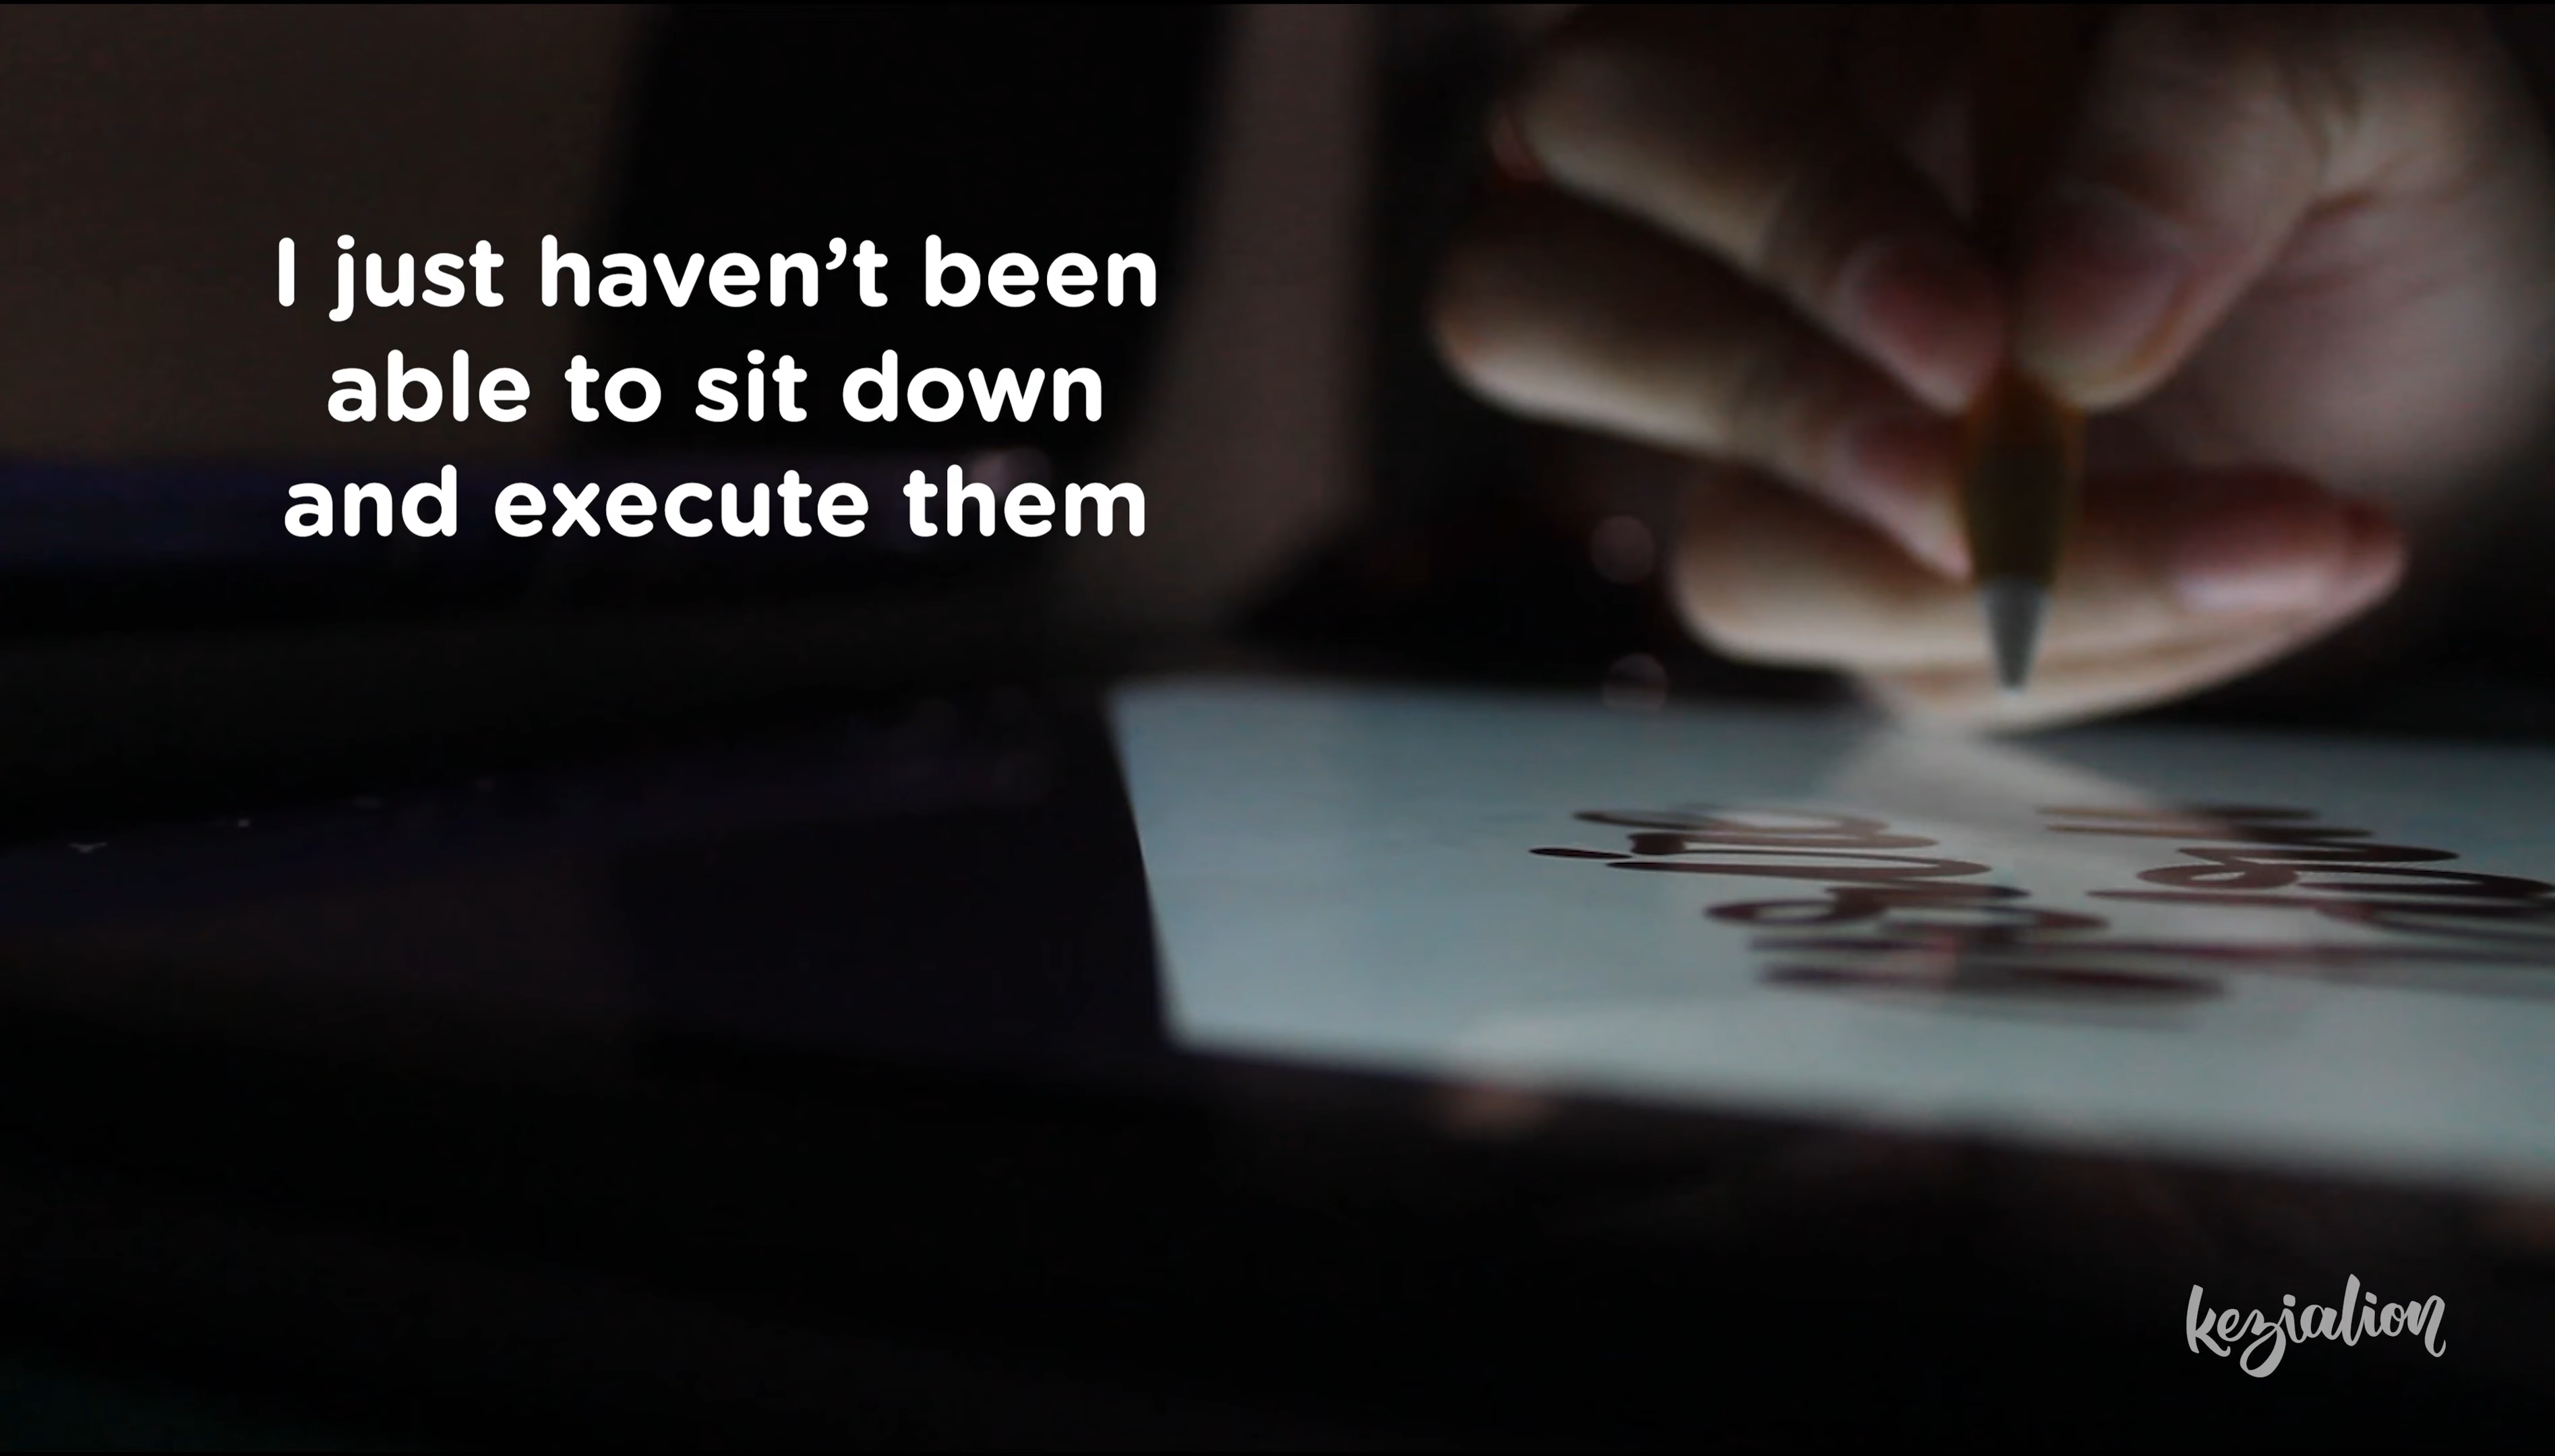 I just haven’t been
able to sit down
and execute them
kezialion